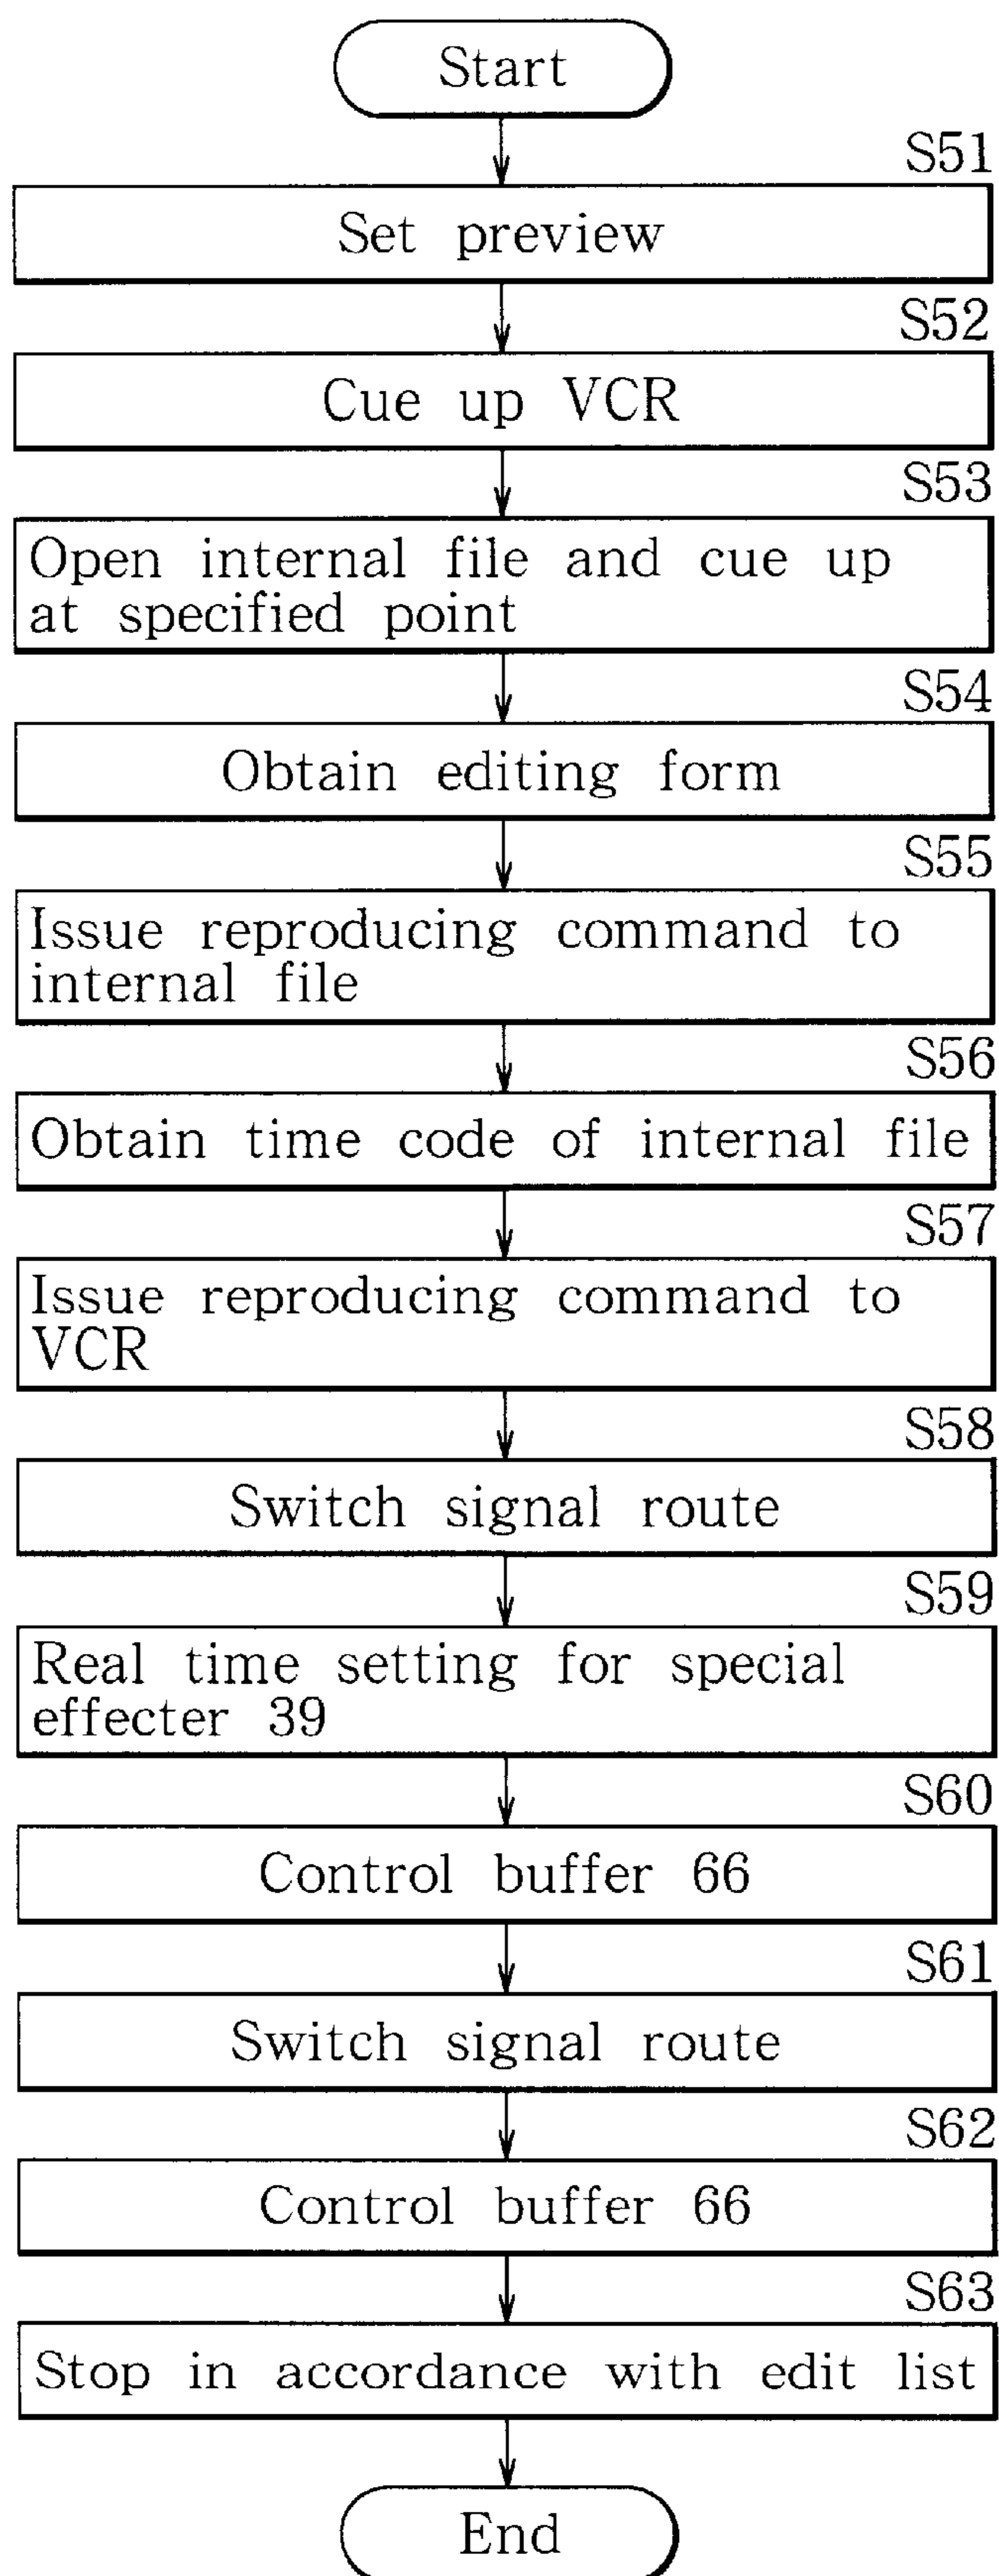 Start
S51
Set preview
S52
Cue up VCR
S53
Open internal file and cue up
at specified point
S54
Obtain editing form
S55
Issue reproducing command to
internal file
S56
Obtain time code of internal file
S57
Issue reproducing command to
VCR
S58
Switch signal route
S59
Real time setting for special
effecter 39
S60
Control buffer 66
S61
Switch signal route
S62
Control buffer 66
S63
Stop in accordance with edit list
End